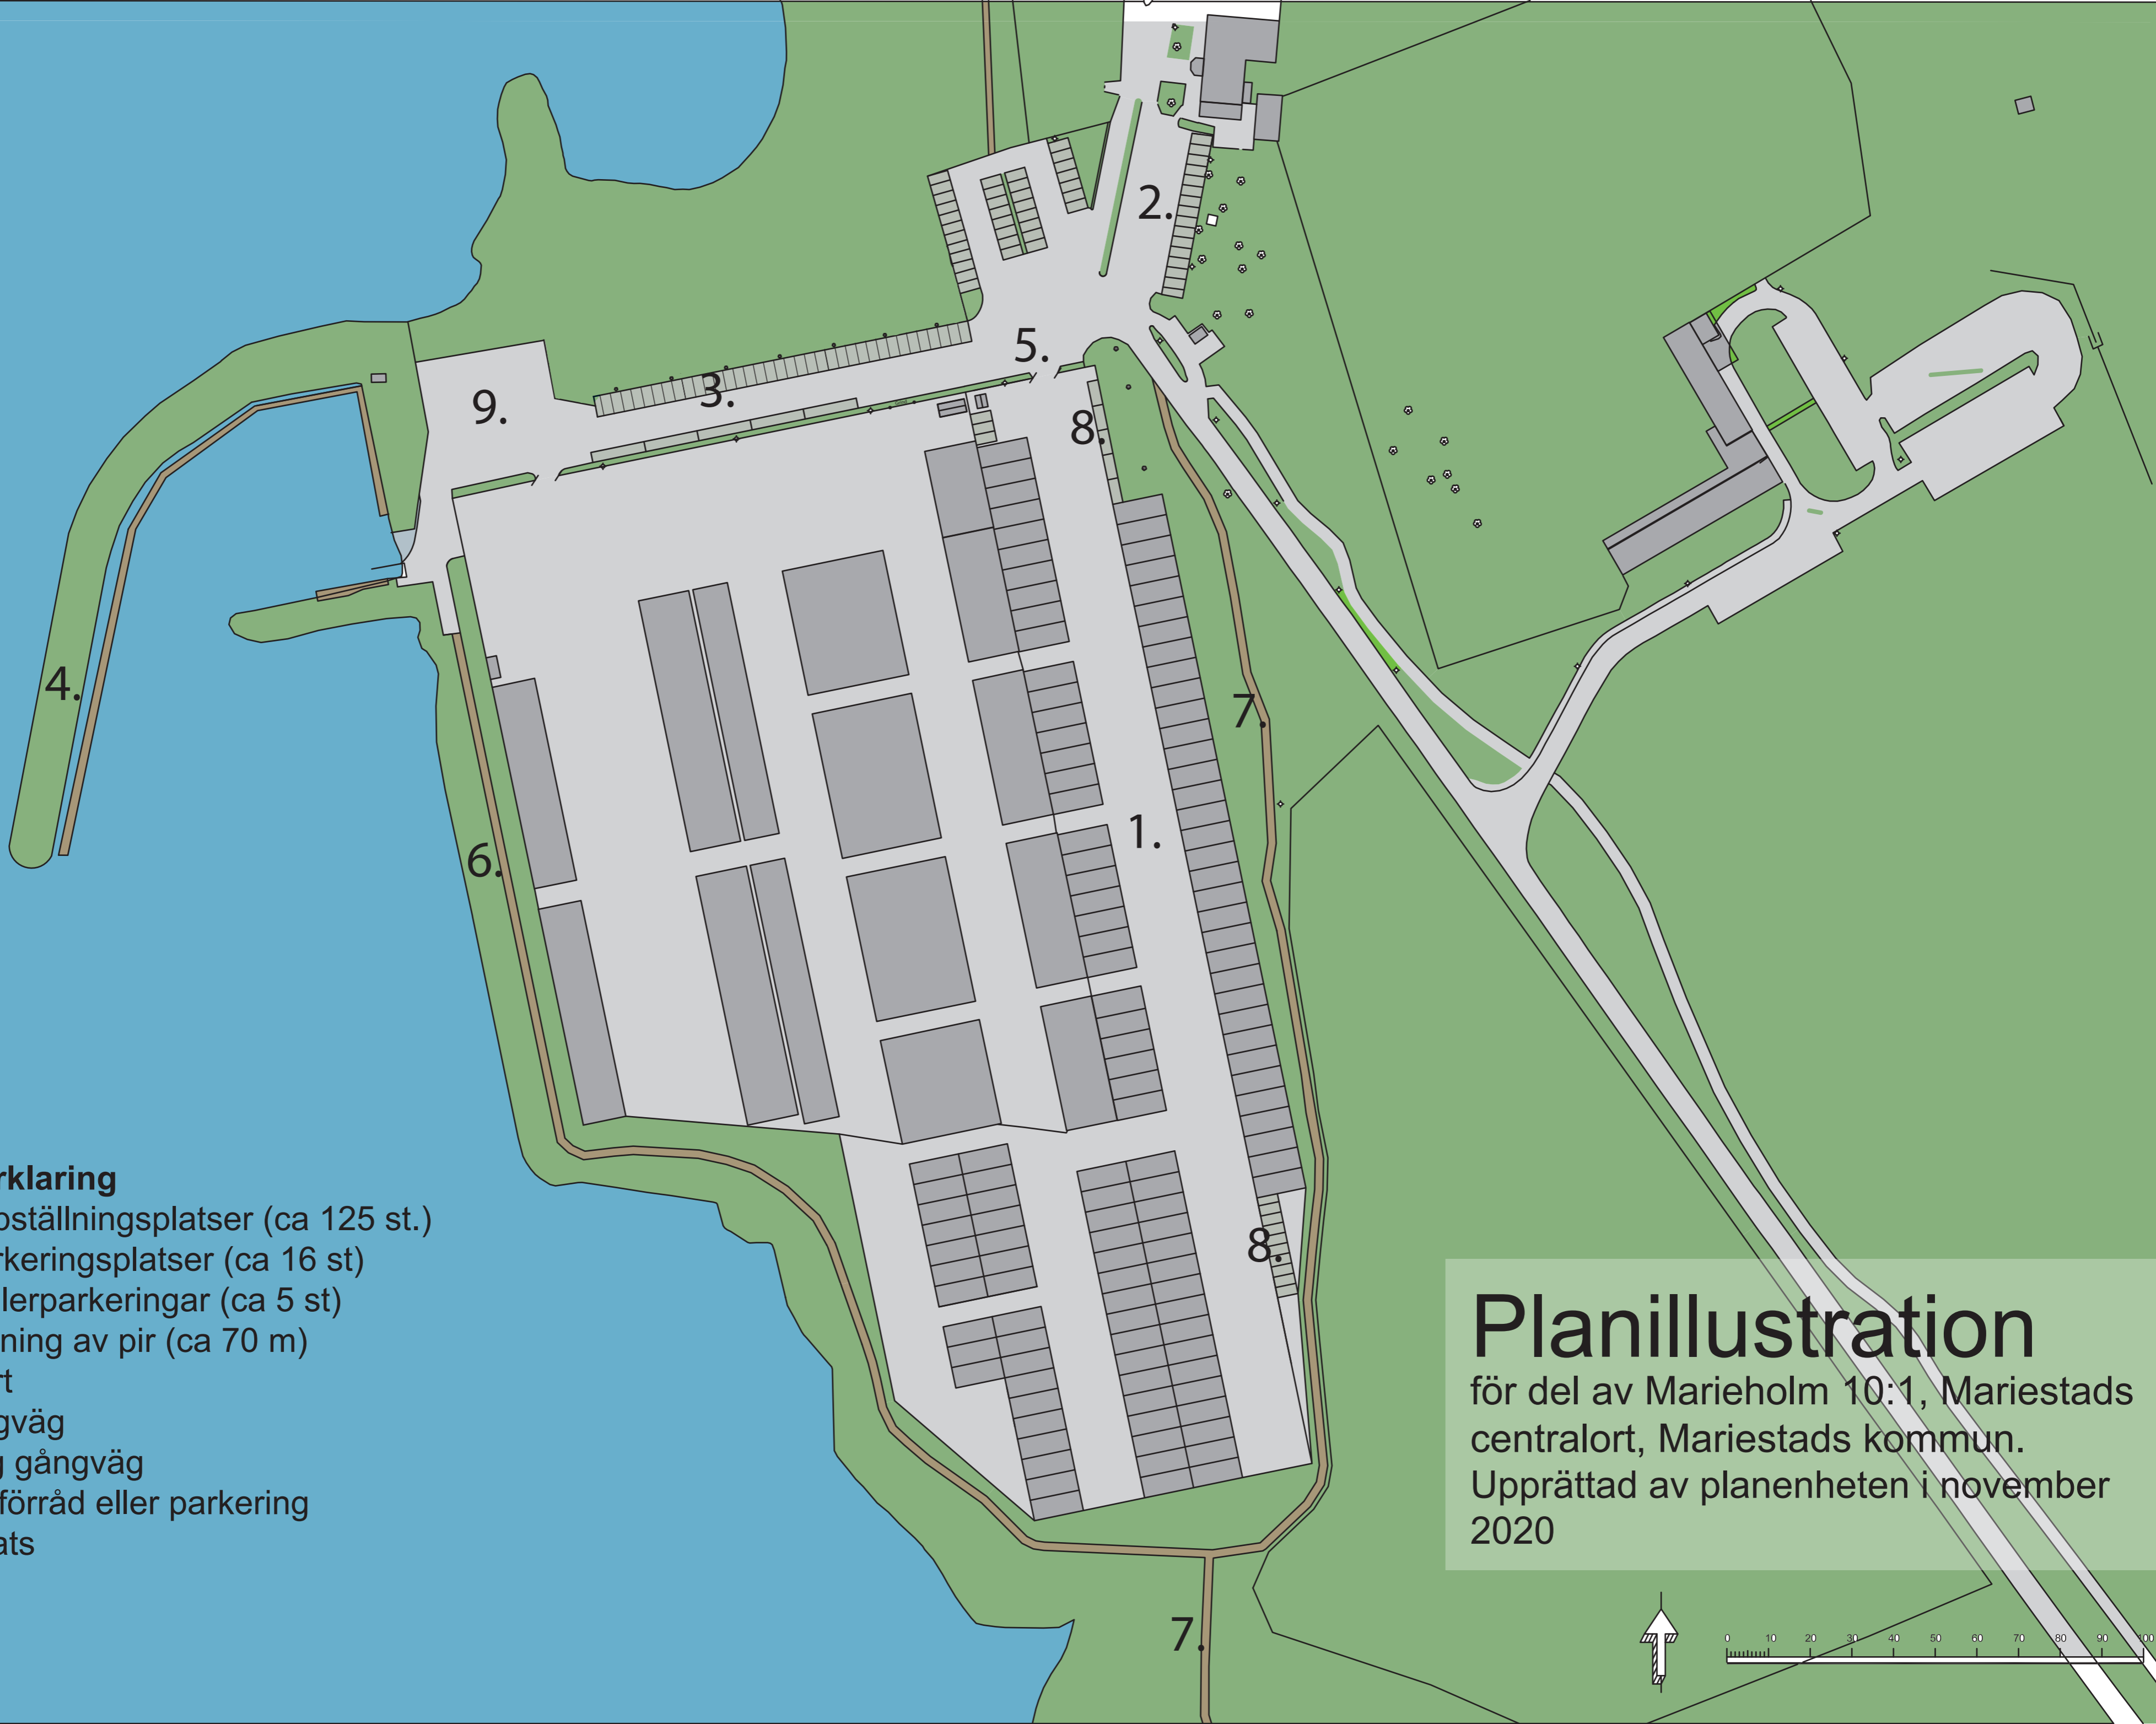 2.
5.
3.
9.
8.
4.
7.
1.
6.
8.
7.
rklaring
ställningsplatser (ca 125 st.)
rkeringsplatser (ca 16 st)
lerparkeringar (ca 5 st)
ning av pir (ca 70 m)
rt
gväg
g gångväg
förråd eller parkering
ats
Planillustration
för del av Marieholm 10:1, Mariestads
centralort, Mariestads kommun.
Upprättad av planenheten i november
2020
0 10 20 30 40 50 60 70 80 90 100